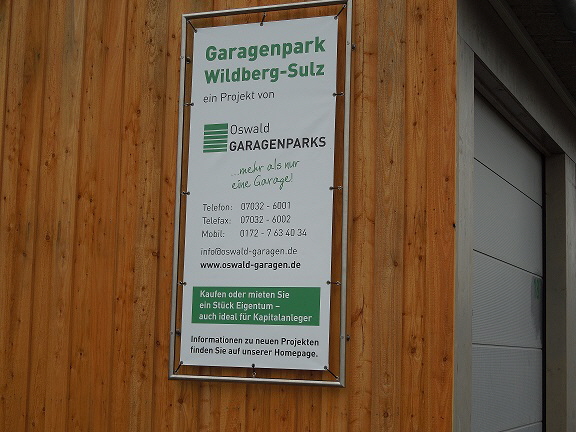 Garagenpark
Wildberg-Sulz
ein Projekt von
Oswald
GARAGENPARKS
...mehr als nur
eine Garage!
Telefon: 07032 - 6001
Telefax: 07032 - 6002
Mobil: 0172 - 7 63 40 34
info@oswald-garagen.de
www.oswald-garagen.de
Kaufen oder mieten Sie
ein Stück Eigentum –
auch ideal für Kapitalanleger
Informationen zu neuen Projekten
finden Sie auf unserer Homepage.